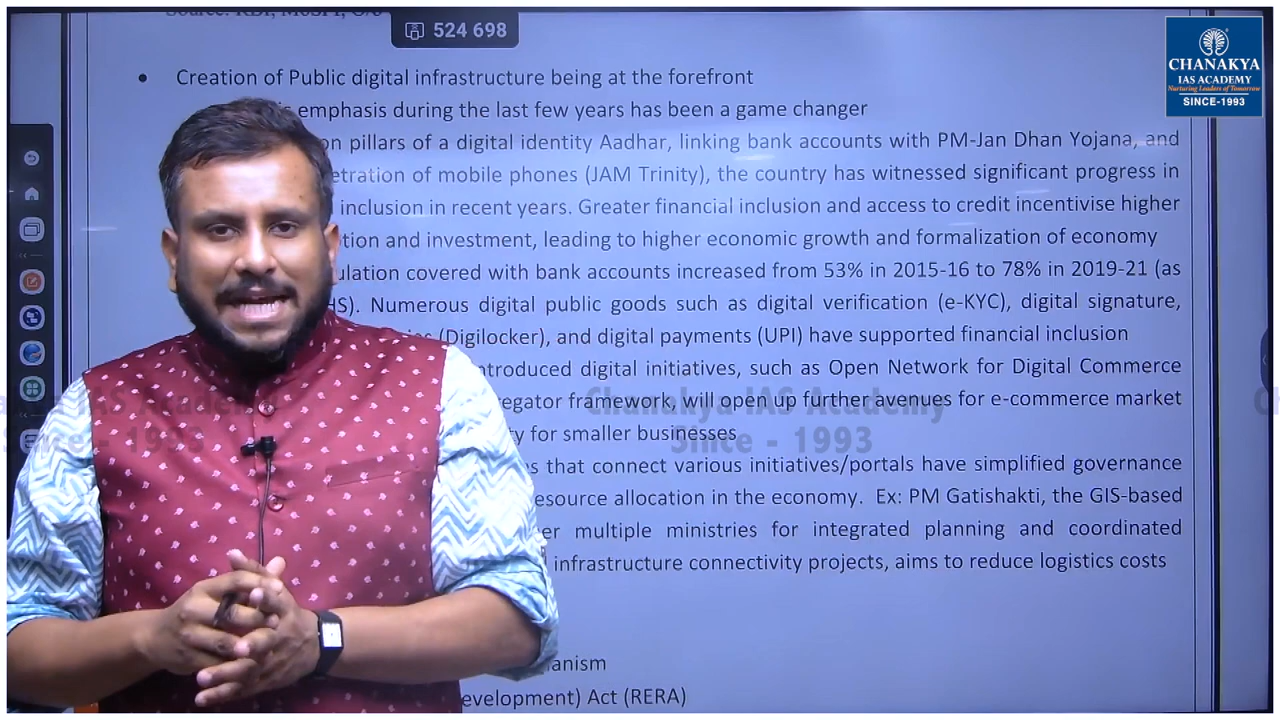 Source: RBI, MoSPI,
524 698
CHANAKYA
IAS ACADEMY
Nurturing Leaders of Tomorrow
SINCE-1993
• Creation of Public digital infrastructure being at the forefront
emphasis during the last few years has been a game changer
on pillars of a digital identity Aadhar, linking bank accounts with PM-Jan Dhan Yojana, and
etration of mobile phones (JAM Trinity), the country has witnessed significant progress in
inclusion in recent years. Greater financial inclusion and access to credit incentivise higher
tion and investment, leading to higher economic growth and formalization of economy
ulation covered with bank accounts increased from 53% in 2015-16 to 78% in 2019-21 (as
HS). Numerous digital public goods such as digital verification (e-KYC), digital signature,
(Digilocker), and digital payments (UPI) have supported financial inclusion
ntroduced digital initiatives, such as Open Network for Digital Commerce
regator framework, will open up further avenues for e-commerce market
ty for smaller businesses
s that connect various initiatives/portals have simplified governance
esource allocation in the economy. Ex: PM Gatishakti, the GIS-based
er multiple ministries for integrated planning and coordinated
infrastructure connectivity projects, aims to reduce logistics costs
anism
evelopment) Act (RERA)
Chanakya IAS Academy
Since - 1993
Chanakya IAS Academy
Since - 1993